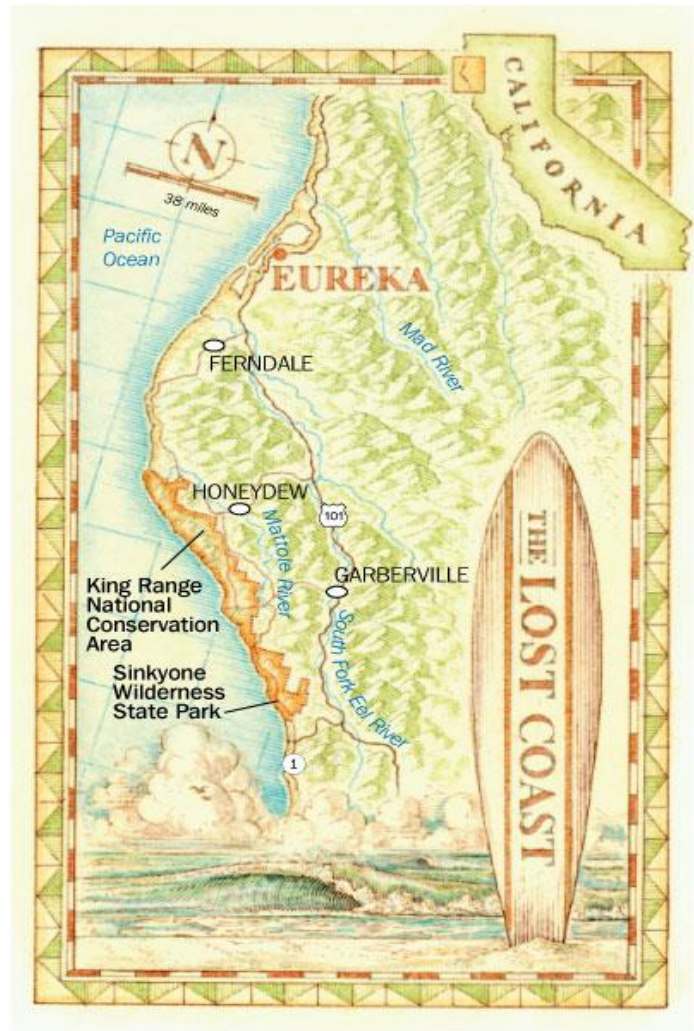 CALIFORNIA
N
38 miles
Pacific
Ocean
EUREKA
Mad River
FERNDALE
HONEYDEW
101
Mattole River
GARBERVILLE
King Range
National
Conservation
Area
South Fork Eel River
Sinkyone
Wilderness
State Park
1
THE LOST COAST